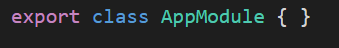 export class AppModule { }